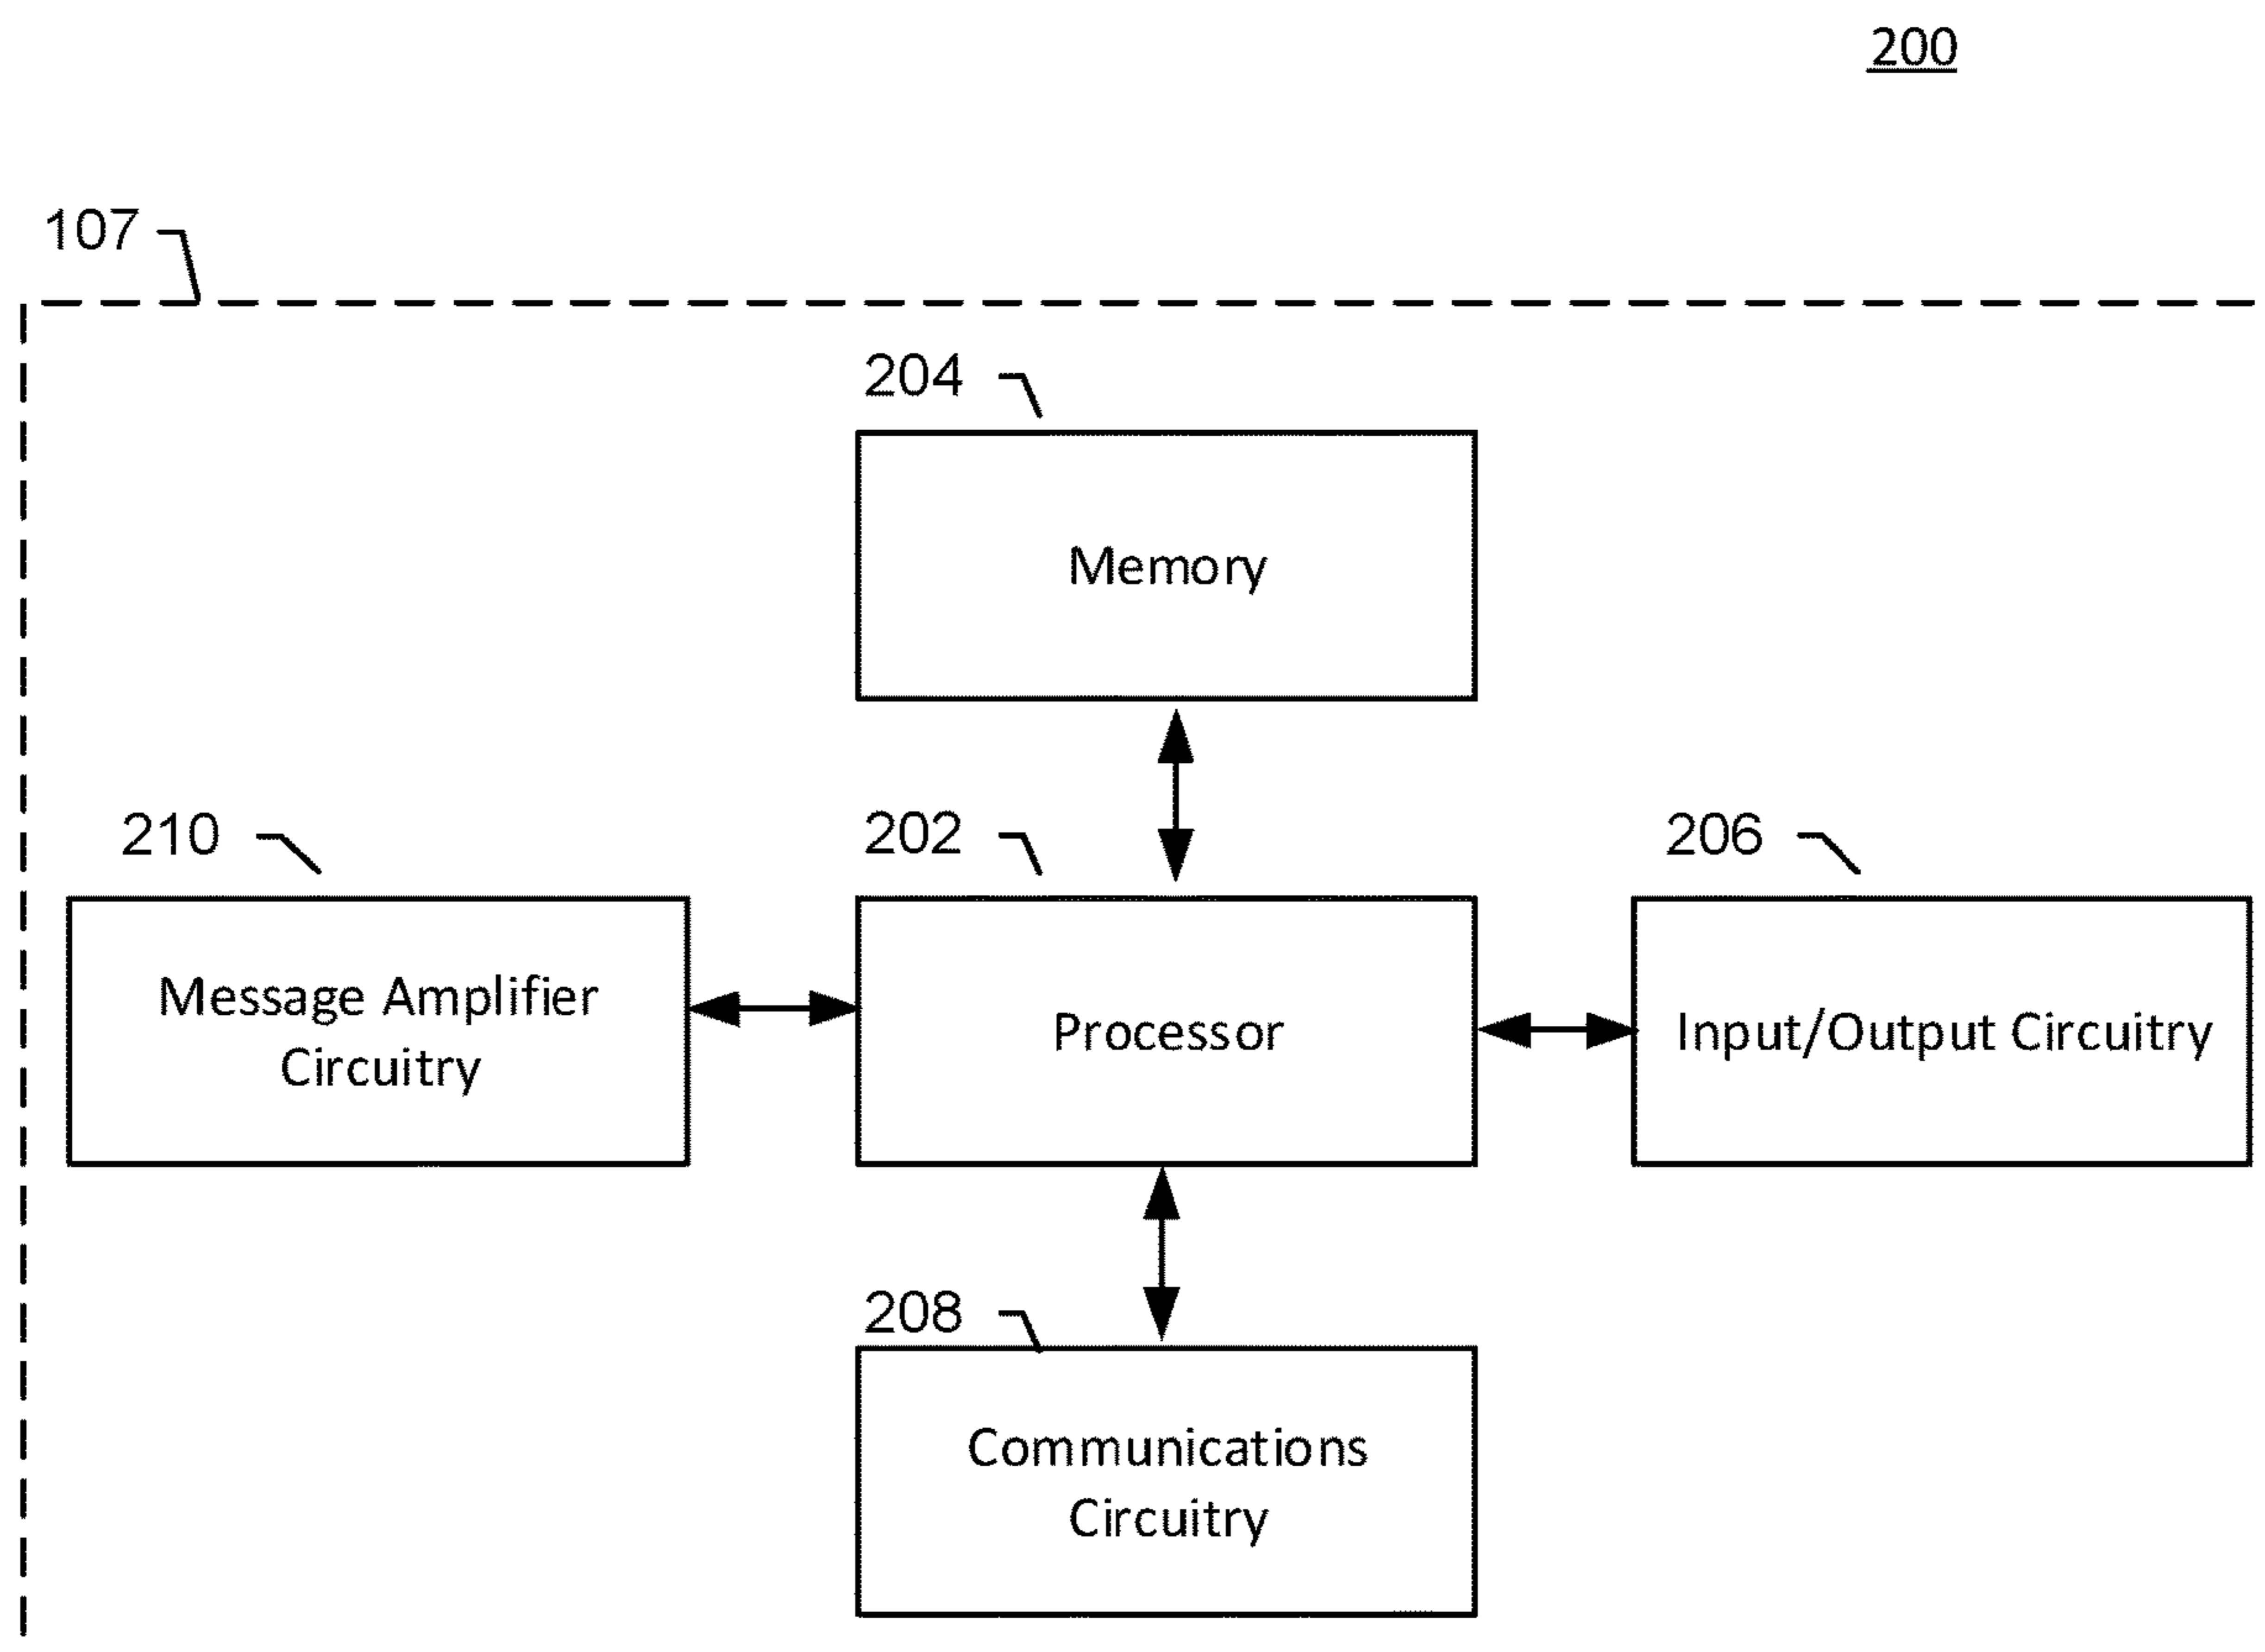 200
107
204
Memory
210
202
206
Message Amplifier
Circuitry
Processor
Input/Output Circuitry
208
Communications
Circuitry